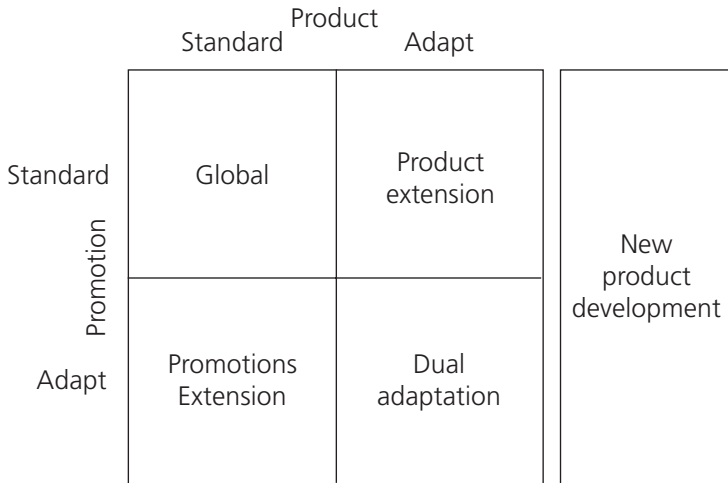 Product
Standard
Adapt
Standard
Global
Product
extension
Promotion
New
product
development
Adapt
Promotions
Extension
Dual
adaptation